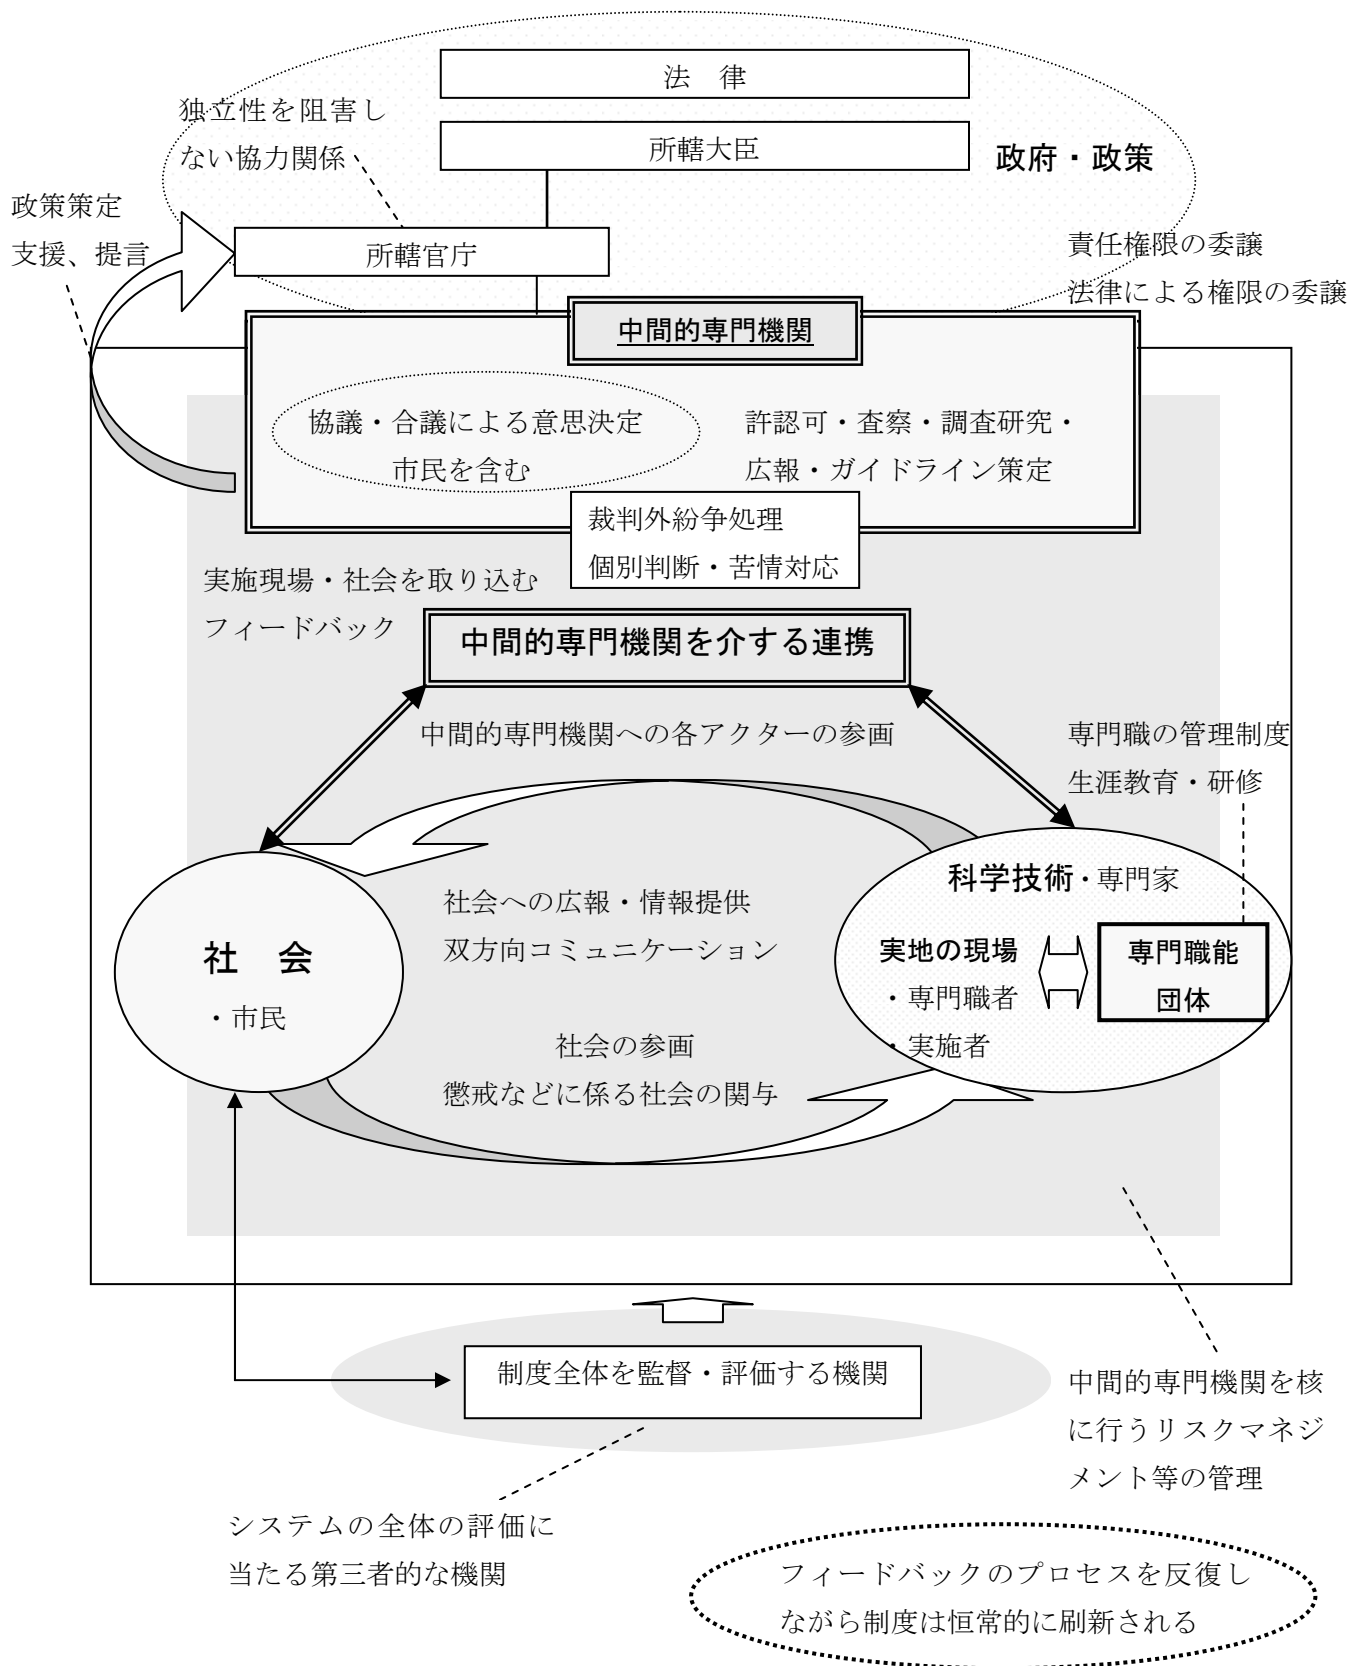 法　律
独立性を阻害し
ない協力関係
所轄大臣
政府・政策
政策策定
支援、提言
所轄官庁
責任権限の委譲
法律による権限の委譲
中間的専門機関
協議・合議による意思決定
市民を含む
許認可・査察・調査研究・
広報・ガイドライン策定
裁判外紛争処理
個別判断・苦情対応
実施現場・社会を取り込む
フィードバック
中間的専門機関を介する連携
中間的専門機関への各アクターの参画
専門職の管理制度
生涯教育・研修
科学技術・専門家
社会への広報・情報提供
双方向コミュニケーション
社　会
・市民
実地の現場
・専門職者
・実施者
専門職能
団体
社会の参画
懲戒などに係る社会の関与
制度全体を監督・評価する機関
中間的専門機関を核
に行うリスクマネジ
メント等の管理
システムの全体の評価に
当たる第三者的な機関
フィードバックのプロセスを反復し
ながら制度は恒常的に刷新される